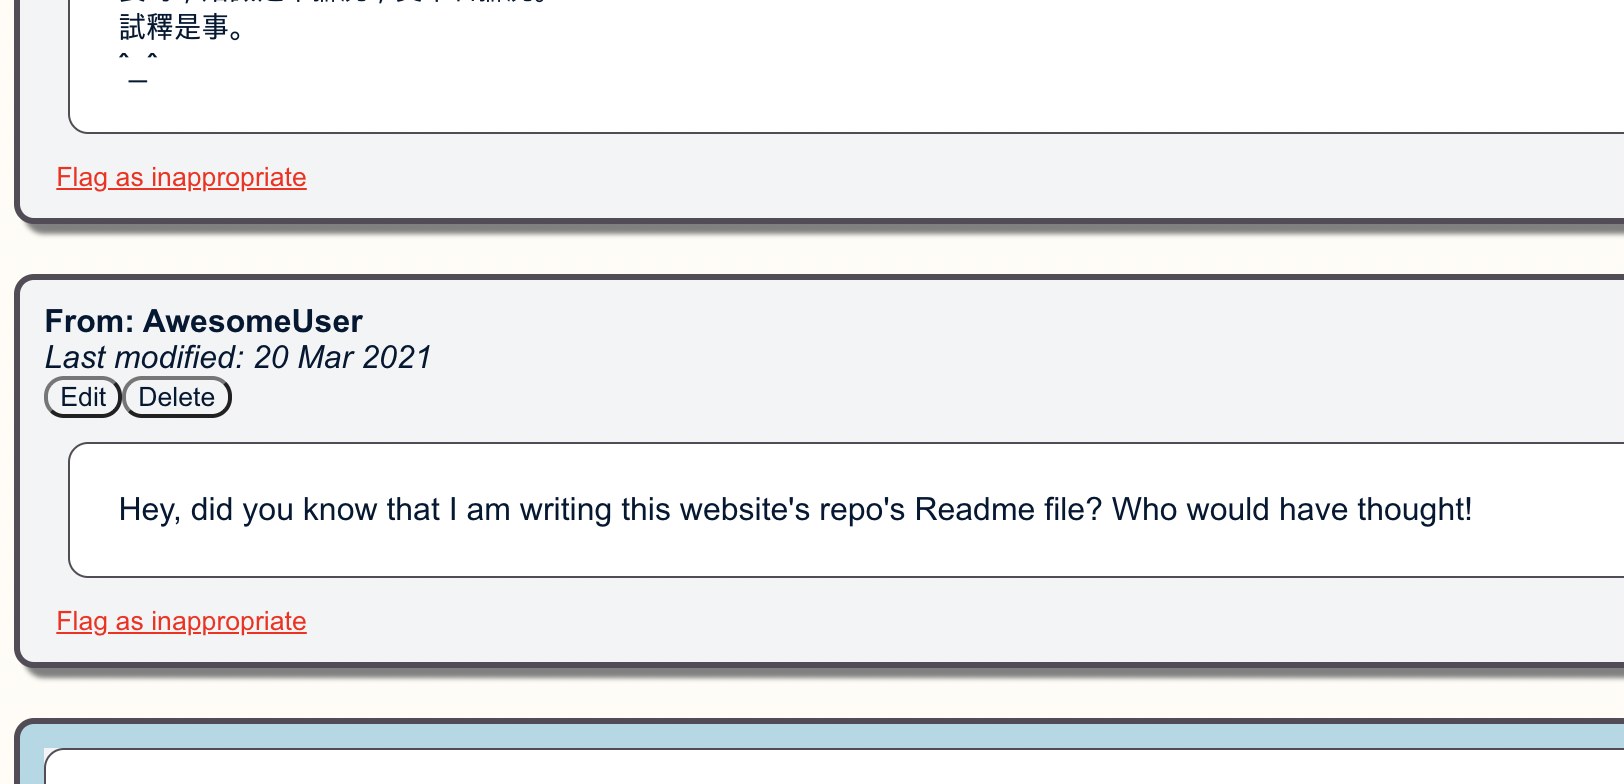 試釋是事。
^_^
Flag as inappropriate
From: AwesomeUser
Last modified: 20 Mar 2021
Edit Delete
Hey, did you know that I am writing this website's repo's Readme file? Who would have thought!
Flag as inappropriate